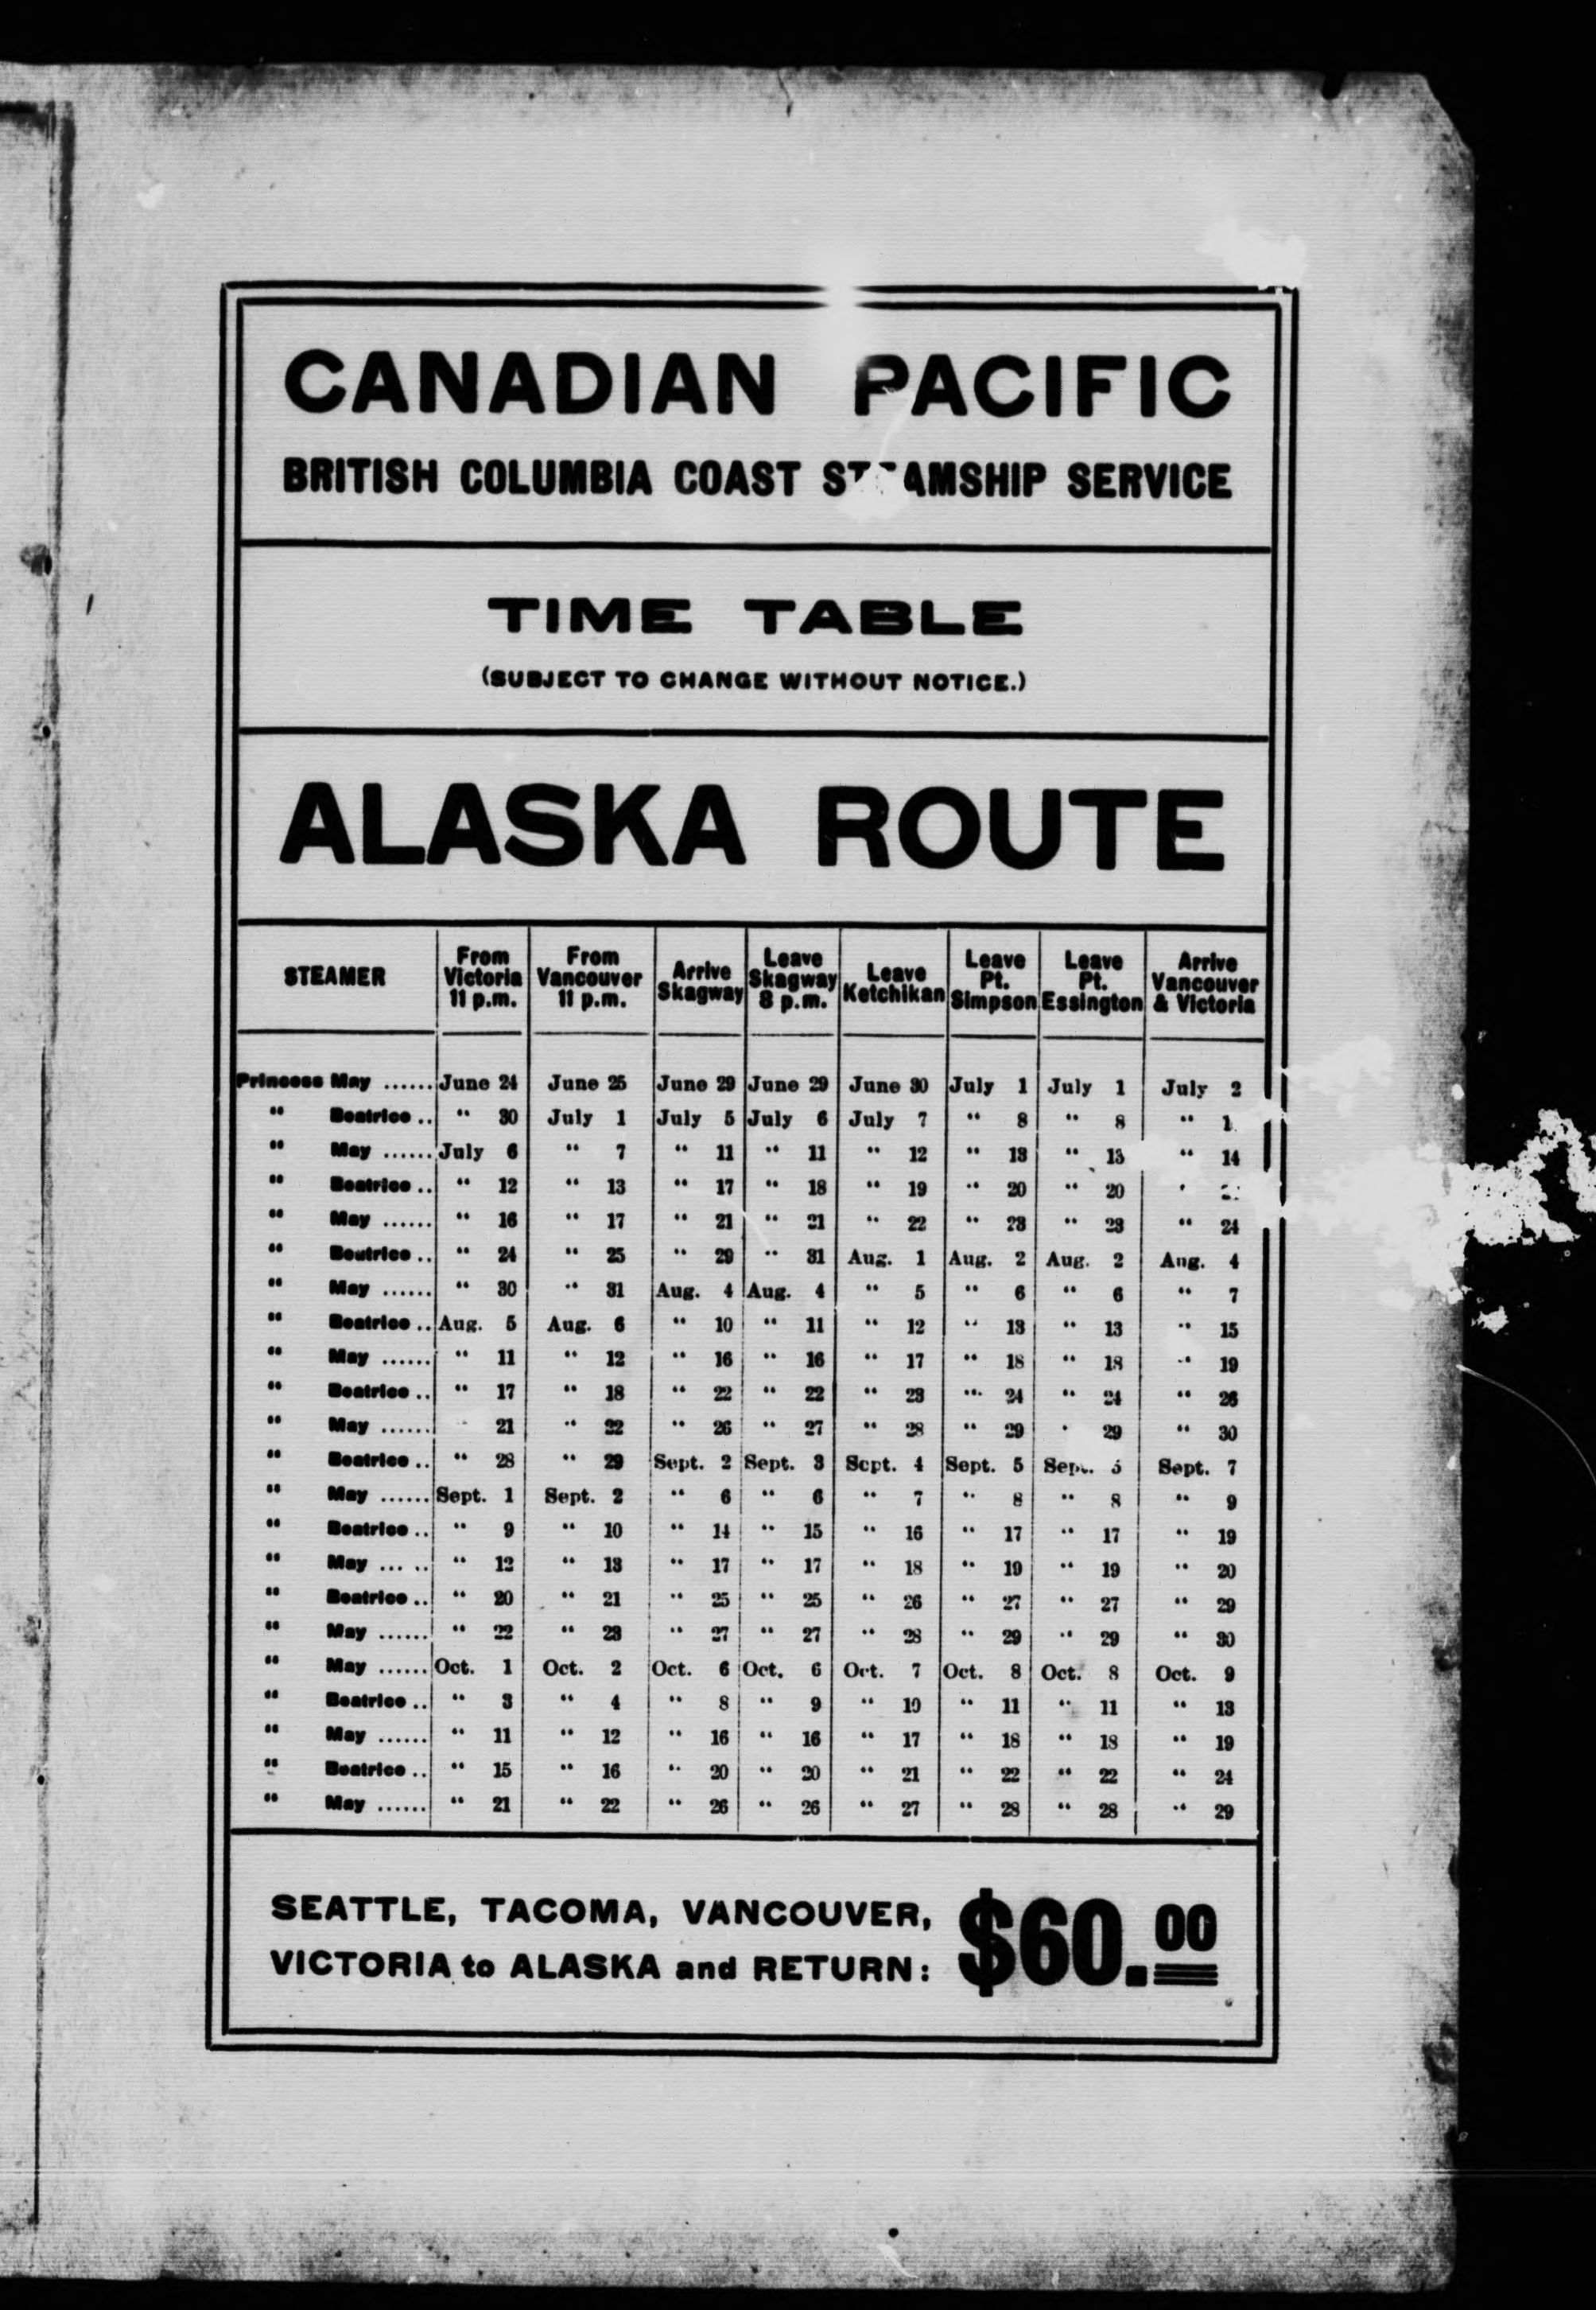 CANADIAN PACIFIC
BRITISH COLUMBIA COAST SERVICE
TIME TABLE
(SUBJECT TO CHANGE WITHOUT NOTICE.)
ALASKA ROUTE
STEAMER From Victoria 11 p.m. From Vancouver 11 p.m. Arrive Skagway Leave Skagway 8 p.m. Leave Ketchikan Leave Pt. Simpson Leave Pt. Essington Arrive Vancouver & Victoria
Princess May ...... June 24 June 25 June 29 June 29 June 30 July 1 July 1 July 2
" Beatrice .. " 30 July 1 July 5 July 6 July 7 " 8 " 8 "
" May ...... July 6 " 7 " 11 " 11 " 12 " 13 " 13 " 14
" Beatrice .. " 12 " 13 " 17 " 18 " 19 " 20 " 20
" May ...... " 16 " 17 " 21 " 21 " 22 " 23 " 23 " 24
" Beatrice .. " 24 " 25 " 29 " 31 Aug. 1 Aug. 2 Aug. 2 Aug. 4
" May ...... " 30 " 31 Aug. 4 Aug. 4 " 5 " 6 " 6 " 7
" Beatrice .. Aug. 5 Aug. 6 " 10 " 11 " 12 " 13 " 13 " 15
" May ...... " 11 " 12 " 16 " 16 " 17 " 18 " 18 " 19
" Beatrice .. " 17 " 18 " 22 " 22 " 23 " 24 " 24 " 26
" May ...... 21 " 22 " 26 " 27 " 28 " 29 29 " 30
" Beatrice .. " 28 " 29 Sept. 2 Sept. 3 Sept. 4 Sept. 5 Sept. 5 Sept. 7
" May ...... Sept. 1 Sept. 2 " 6 " 6 " 7 " 8 " 8 " 9
" Beatrice .. " 9 " 10 " 14 " 15 " 16 " 17 " 17 " 19
" May ... .. " 12 " 13 " 17 " 17 " 18 " 19 " 19 " 20
" Beatrice .. " 20 " 21 " 25 " 25 " 26 " 27 " 27 " 29
" May ...... " 22 " 23 " 27 " 27 " 28 " 29 " 29 " 30
" May ...... Oct. 1 Oct. 2 Oct. 6 Oct. 6 Oct. 7 Oct. 8 Oct. 8 Oct. 9
" Beatrice .. " 3 " 4 " 8 " 9 " 10 " 11 " 11 " 13
" May ...... " 11 " 12 " 16 " 16 " 17 " 18 " 18 " 19
" Beatrice .. " 15 " 16 " 20 " 20 " 21 " 22 " 22 " 24
" May ...... " 21 " 22 " 26 " 26 " 27 " 28 " 28 " 29
SEATTLE, TACOMA, VANCOUVER,
VICTORIA to ALASKA and RETURN: $60.00